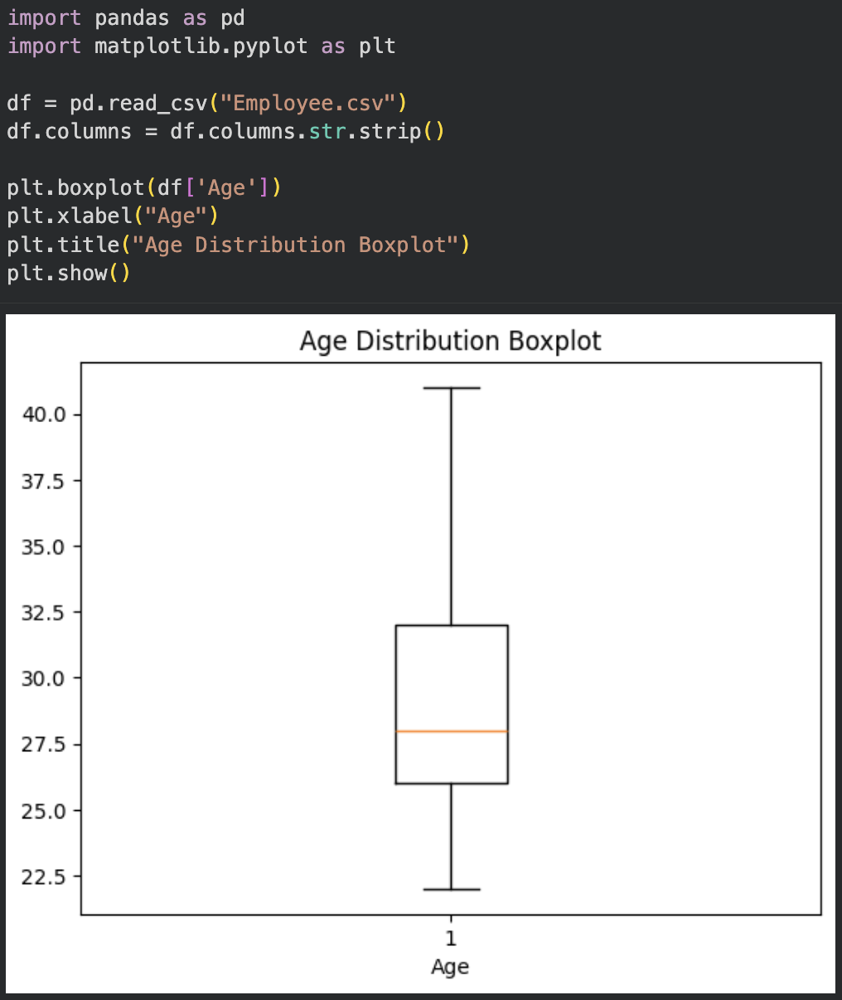 import pandas as pd
import matplotlib.pyplot as plt
df = pd.read_csv("Employee.csv")
df.columns = df.columns.str.strip()
plt.boxplot(df['Age'])
plt.xlabel("Age")
plt.title("Age Distribution Boxplot")
plt.show()
Age Distribution Boxplot
40.0
37.5
35.0
32.5
30.0
27.5
25.0
22.5
1
Age